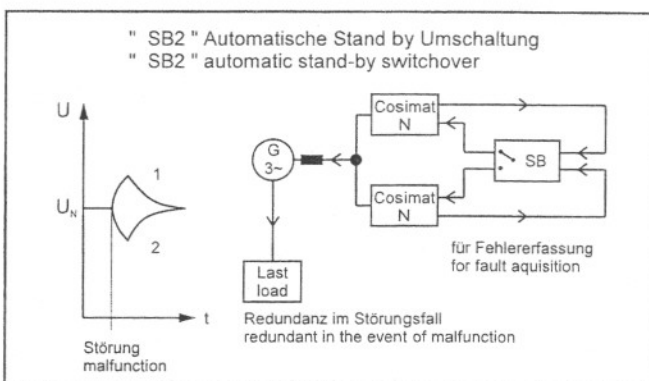 " SB2 " Automatische Stand by Umschaltung
" SB2 " automatic stand-by switchover
U
1
U_N
2
t
Störung
malfunction
G
3~
Last
load
Cosimat
N
Cosimat
N
SB
für Fehlererfassung
for fault aquisition
Redundanz im Störungsfall
redundant in the event of malfunction